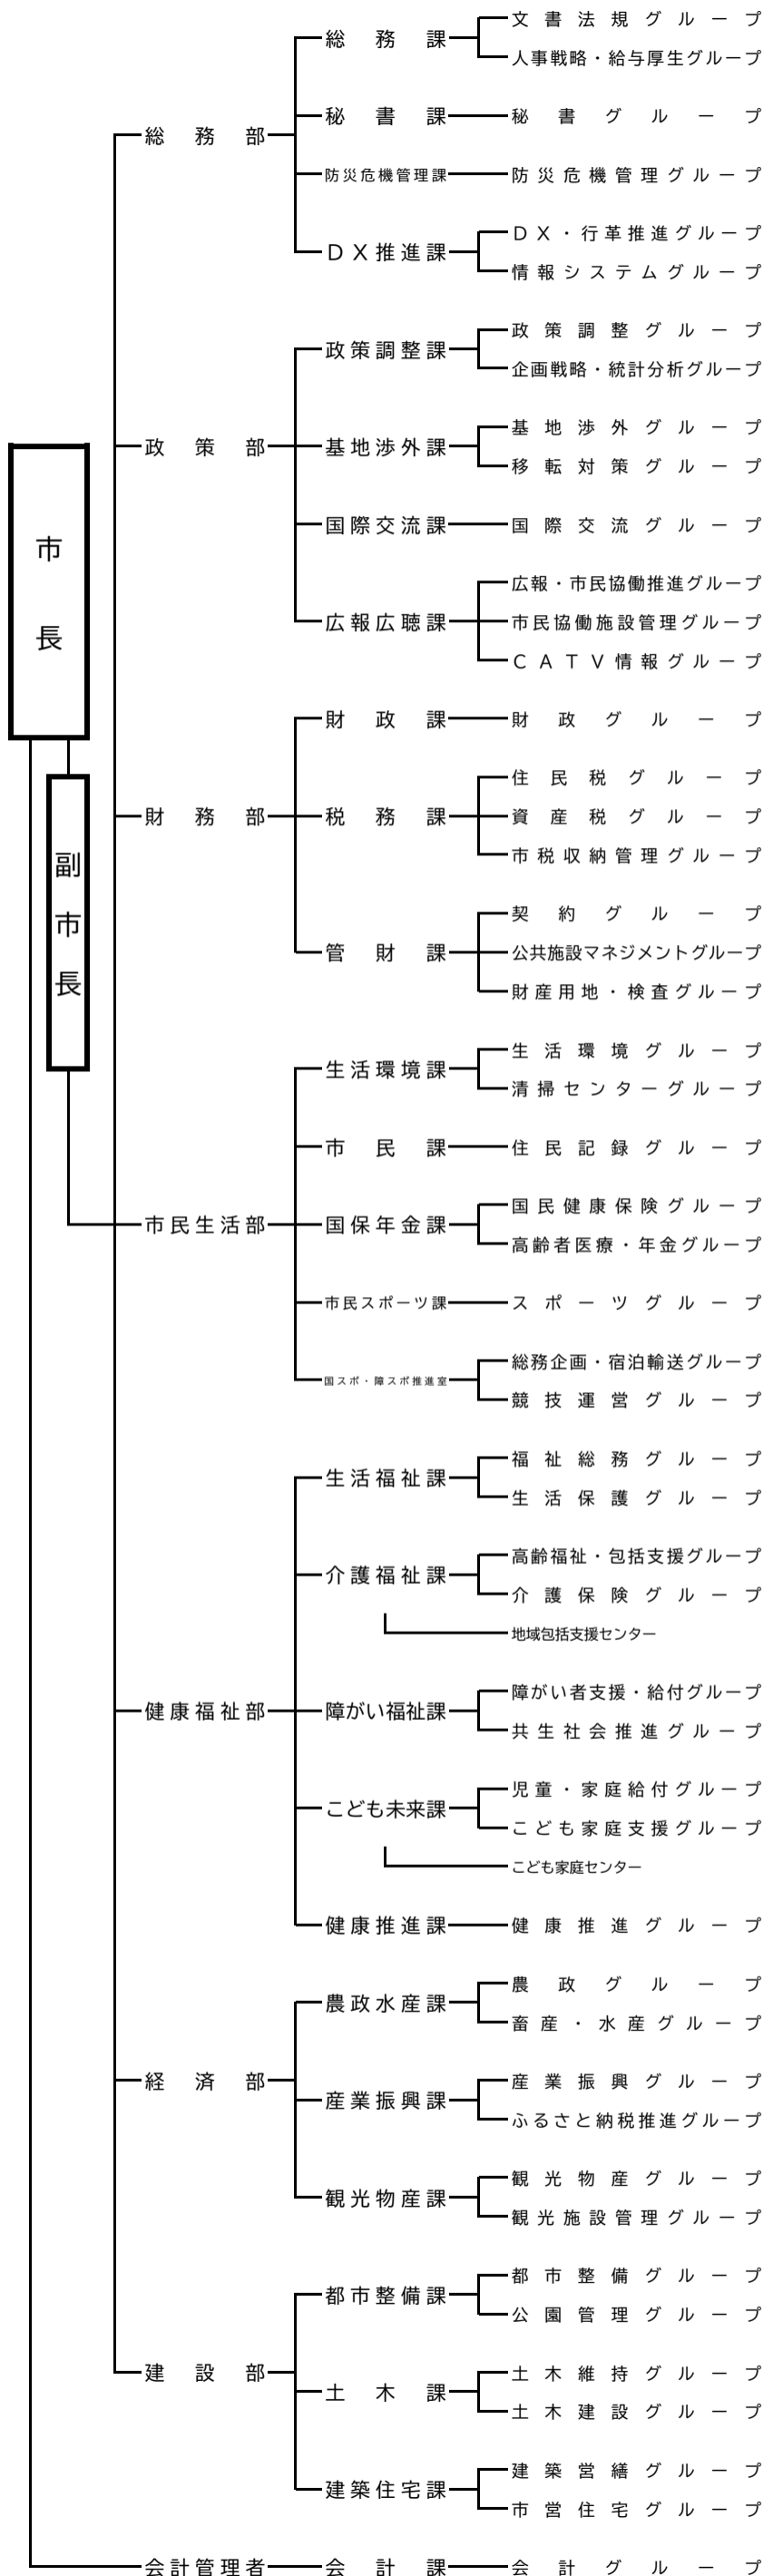 市長
副市長
総務部
総務課
文書法規グループ
人事戦略・給与厚生グループ
秘書課
秘書グループ
防災危機管理課
防災危機管理グループ
DX推進課
DX・行革推進グループ
情報システムグループ
政策部
政策調整課
政策調整グループ
企画戦略・統計分析グループ
基地渉外課
基地渉外グループ
移転対策グループ
国際交流課
国際交流グループ
広報広聴課
広報・市民協働推進グループ
市民協働施設管理グループ
CATV情報グループ
財務部
財政課
財政グループ
税務課
住民税グループ
資産税グループ
市税収納管理グループ
管財課
契約グループ
公共施設マネジメントグループ
財産用地・検査グループ
市民生活部
生活環境課
生活環境グループ
清掃センターグループ
市民課
住民記録グループ
国保年金課
国民健康保険グループ
高齢者医療・年金グループ
市民スポーツ課
スポーツグループ
国スポ・障スポ推進室
総務企画・宿泊輸送グループ
競技運営グループ
健康福祉部
生活福祉課
福祉総務グループ
生活保護グループ
介護福祉課
高齢福祉・包括支援グループ
介護保険グループ
地域包括支援センター
障がい福祉課
障がい者支援・給付グループ
共生社会推進グループ
こども未来課
児童・家庭給付グループ
こども家庭支援グループ
こども家庭センター
健康推進課
健康推進グループ
経済部
農政水産課
農政グループ
畜産・水産グループ
産業振興課
産業振興グループ
ふるさと納税推進グループ
観光物産課
観光物産グループ
観光施設管理グループ
建設部
都市整備課
都市整備グループ
公園管理グループ
土木課
土木維持グループ
土木建設グループ
建築住宅課
建築営繕グループ
市営住宅グループ
会計管理者
会計課
会計グループ